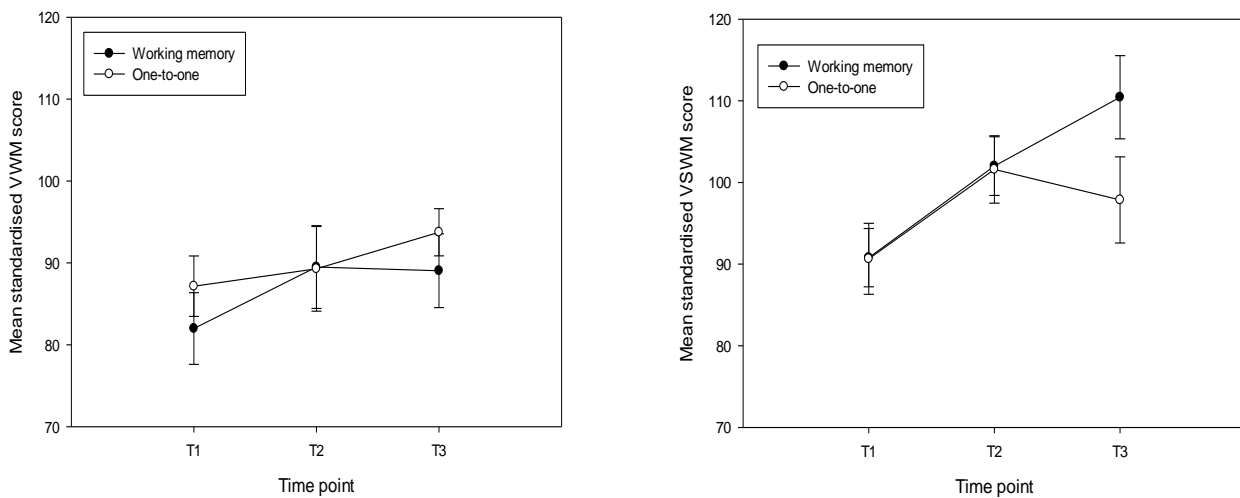 Mean standardised VWM score
120
110
100
90
80
70
Working memory
One-to-one
T1 T2 T3
Time point
Mean standardised VSWM score
120
110
100
90
80
70
Working memory
One-to-one
T1 T2 T3
Time point